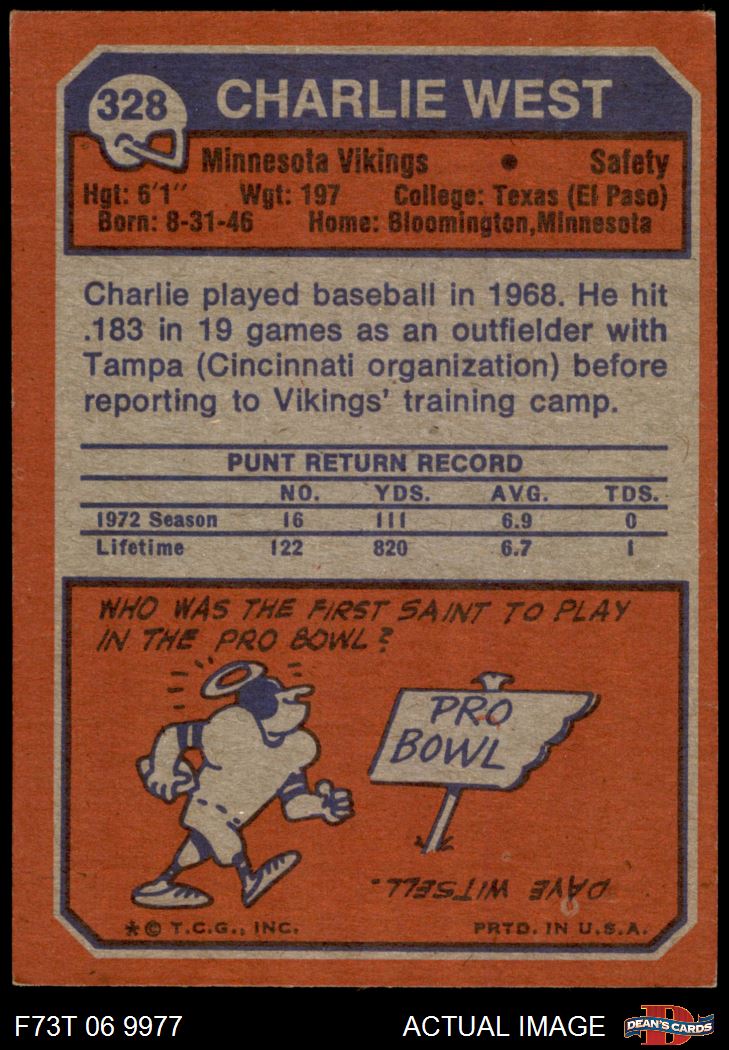 328 CHARLIE WEST
Minnesota Vikings • Safety
Hgt: 6'1" Wgt: 197 College: Texas (El Paso)
Born: 8-31-46 Home: Bloomington, Minnesota
Charlie played baseball in 1968. He hit
.183 in 19 games as an outfielder with
Tampa (Cincinnati organization) before
reporting to Vikings' training camp.
PUNT RETURN RECORD
NO. YDS. AVG. TDS.
1972 Season 16 111 6.9 0
Lifetime 122 820 6.7 1
WHO WAS THE FIRST SAINT TO PLAY
IN THE PRO BOWL?
PRO
BOWL
DAVE WITSELL.
*© T.C.G., INC. PRTD. IN U.S.A.
F73T 06 9977 ACTUAL IMAGE DEAN'S CARDS